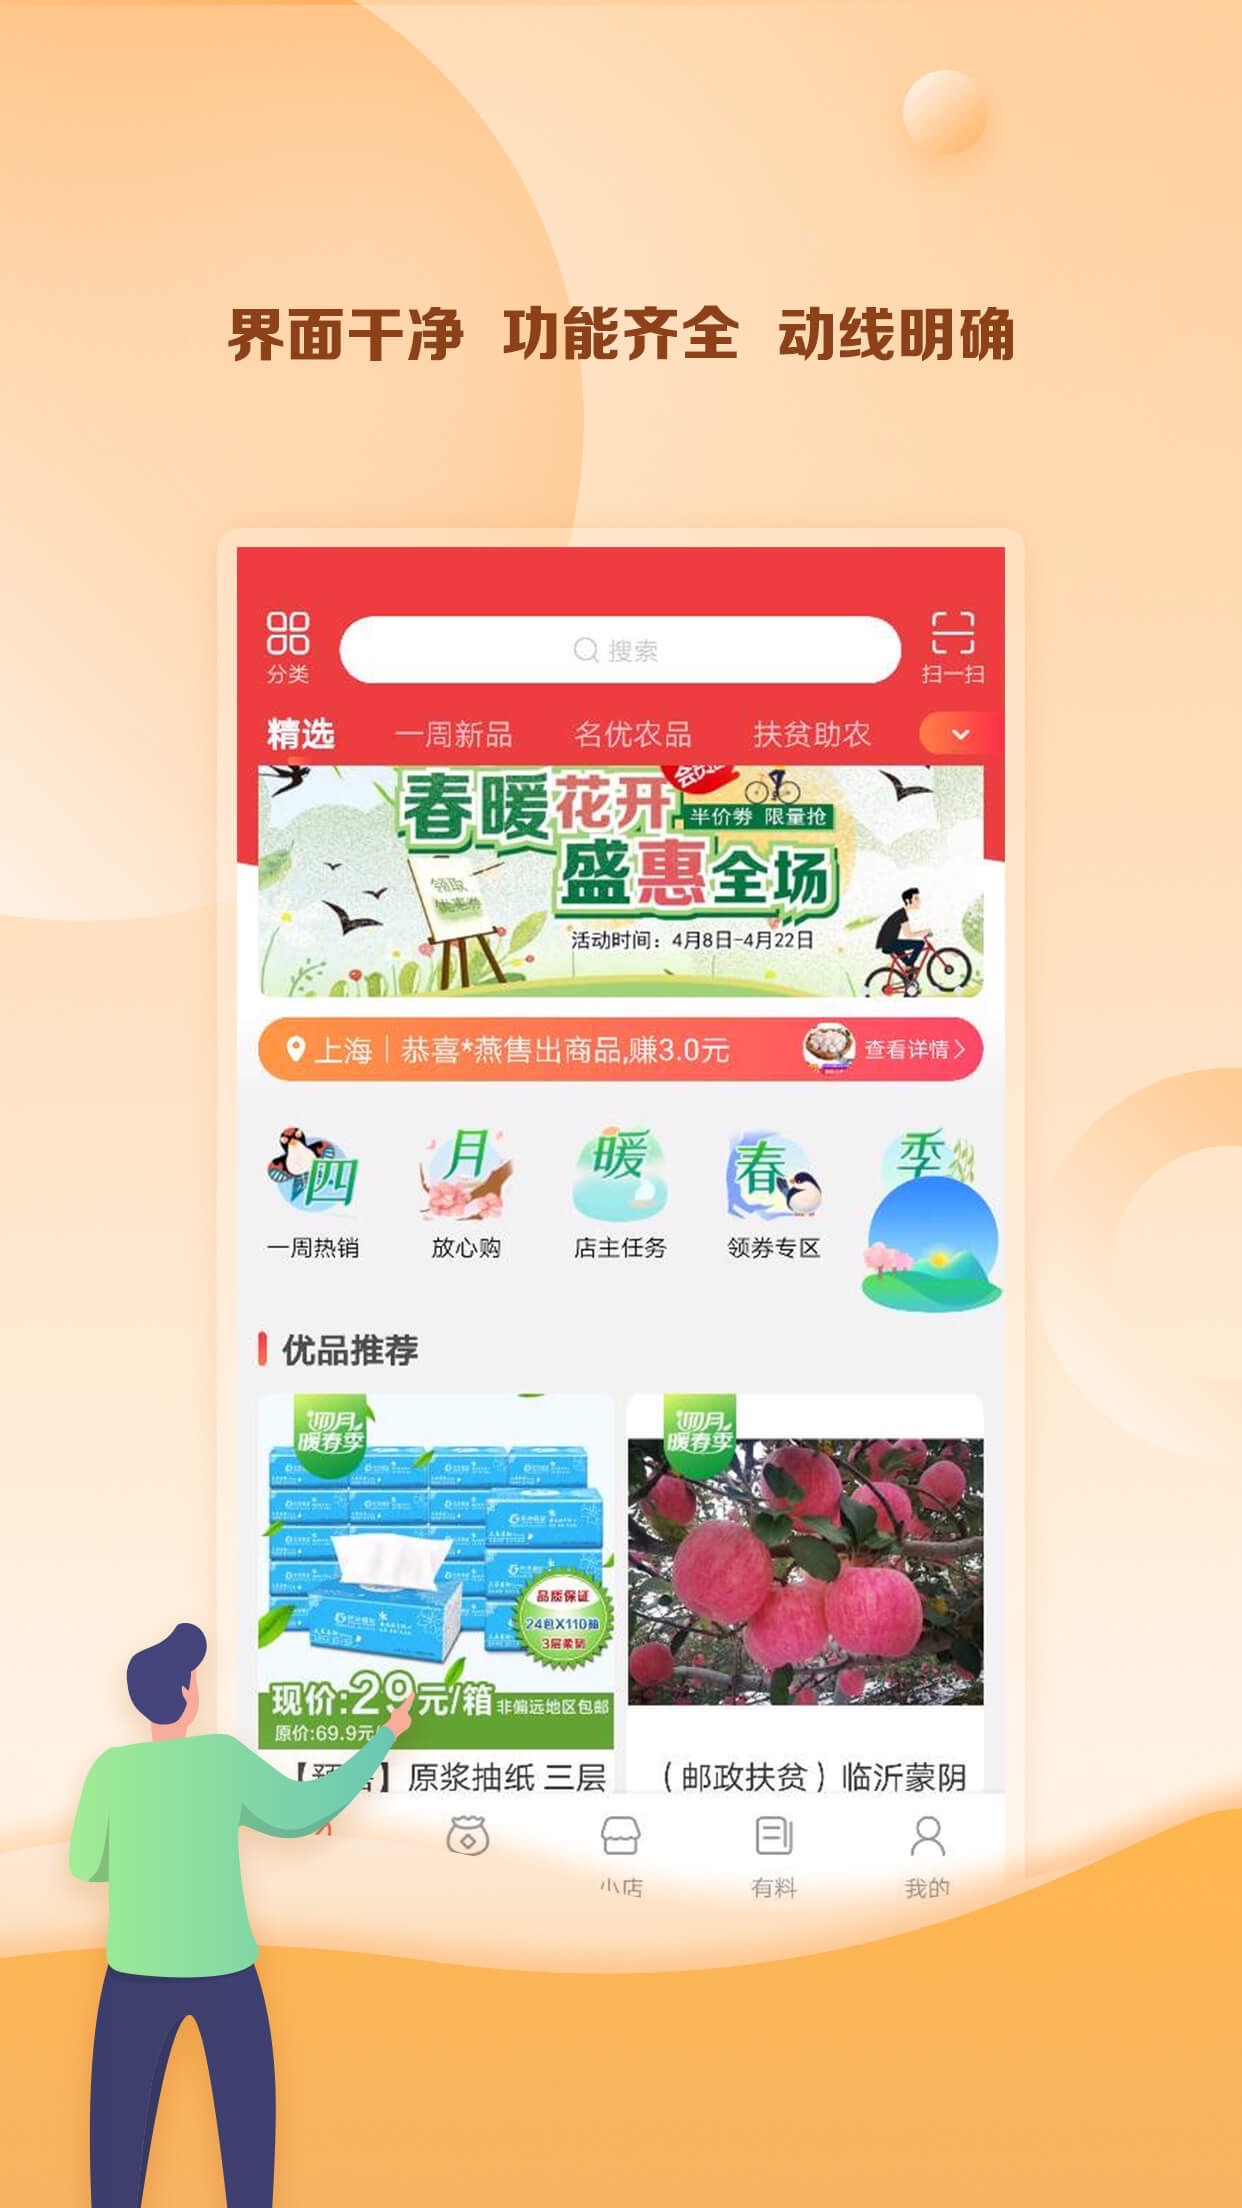 界面干净 功能齐全 动线明确
分类
搜索
扫一扫
精选 一周新品 名优农品 扶贫助农
春暖花开
半价券 限量抢
盛惠全场
领取
优惠券
活动时间：4月8日-4月22日
上海 恭喜*燕售出商品,赚3.0元 查看详情
四 月 暖 春 季
一周热销 放心购 店主任务 领券专区
优品推荐
四月
暖春季
品质保证
24包X110抽
3层柔韧
现价:29元/箱 非偏远地区包邮
原价:69.9元/
【预售】原浆抽纸 三层
四月
暖春季
（邮政扶贫）临沂蒙阴
小店 有料 我的